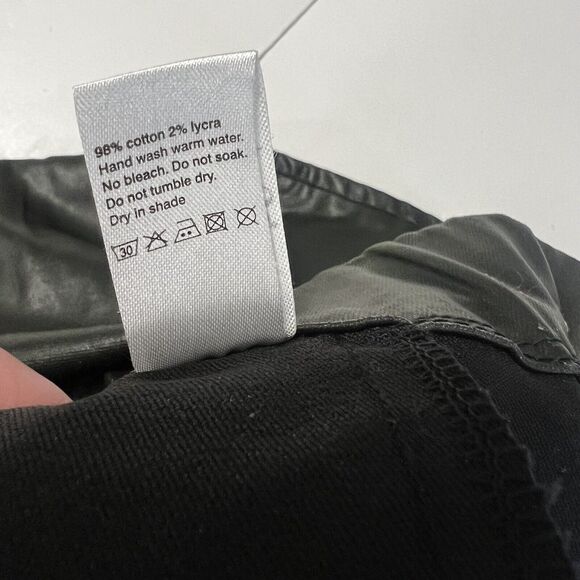 98% cotton 2% lycra
Hand wash warm water.
No bleach. Do not soak.
Do not tumble dry.
Dry in shade
30